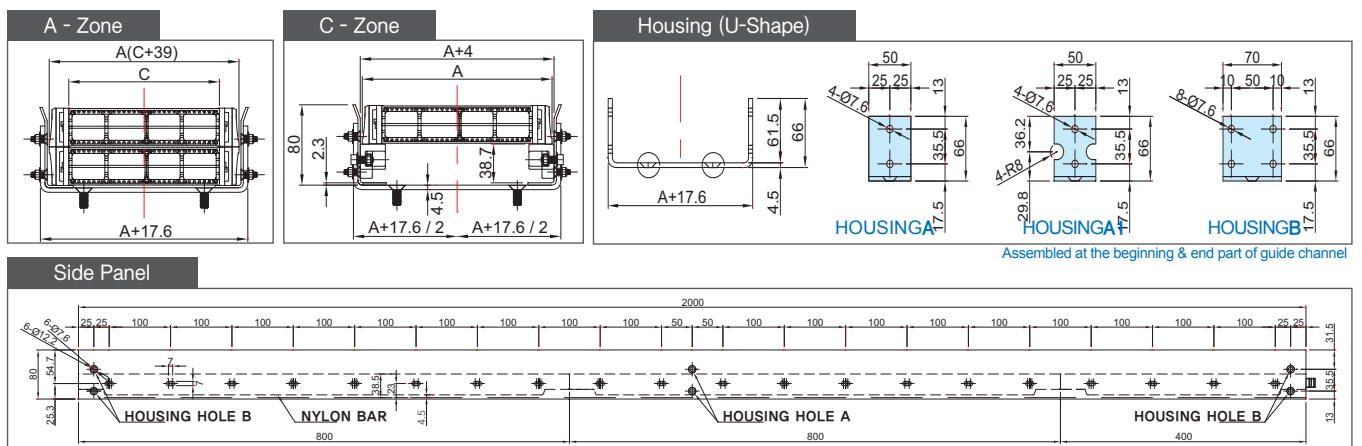 A - Zone
A(C+39)
C
A+17.6
C - Zone
A+4
A
80
2.3
38.7
4.5
A+17.6 / 2
A+17.6 / 2
Housing (U-Shape)
61.5
66
A+17.6
4.5
50
25 25
13
4-Ø7.6
35.5
66
17.5
HOUSINGA
50
25 25
13
4-Ø7.6
36.2
35.5
66
4-R8
29.8
17.5
HOUSINGA1
70
10 50 10
13
8-Ø7.6
35.5
66
17.5
HOUSINGB
Assembled at the beginning & end part of guide channel
Side Panel
2000
25 25 100 100 100 100 100 100 100 100 100 50 50 100 100 100 100 100 100 100 100 100 25 25
6-Ø7.6
6-Ø12.2
31.5
80
54.7
7
7
38.5
23
35.5
25.3
4.5
13
HOUSING HOLE B
NYLON BAR
HOUSING HOLE A
HOUSING HOLE B
800
800
400